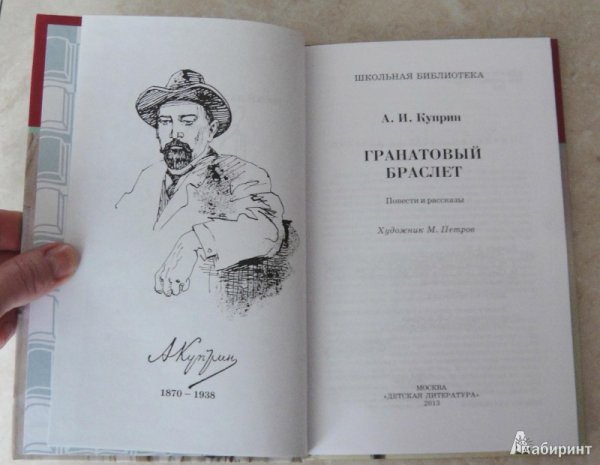 А Куприн
1870 – 1938
ШКОЛЬНАЯ БИБЛИОТЕКА
А. И. Куприн
ГРАНАТОВЫЙ
БРАСЛЕТ
Повести и рассказы
Художник М. Петров
МОСКВА
«ДЕТСКАЯ ЛИТЕРАТУРА»
2013
Лабиринт